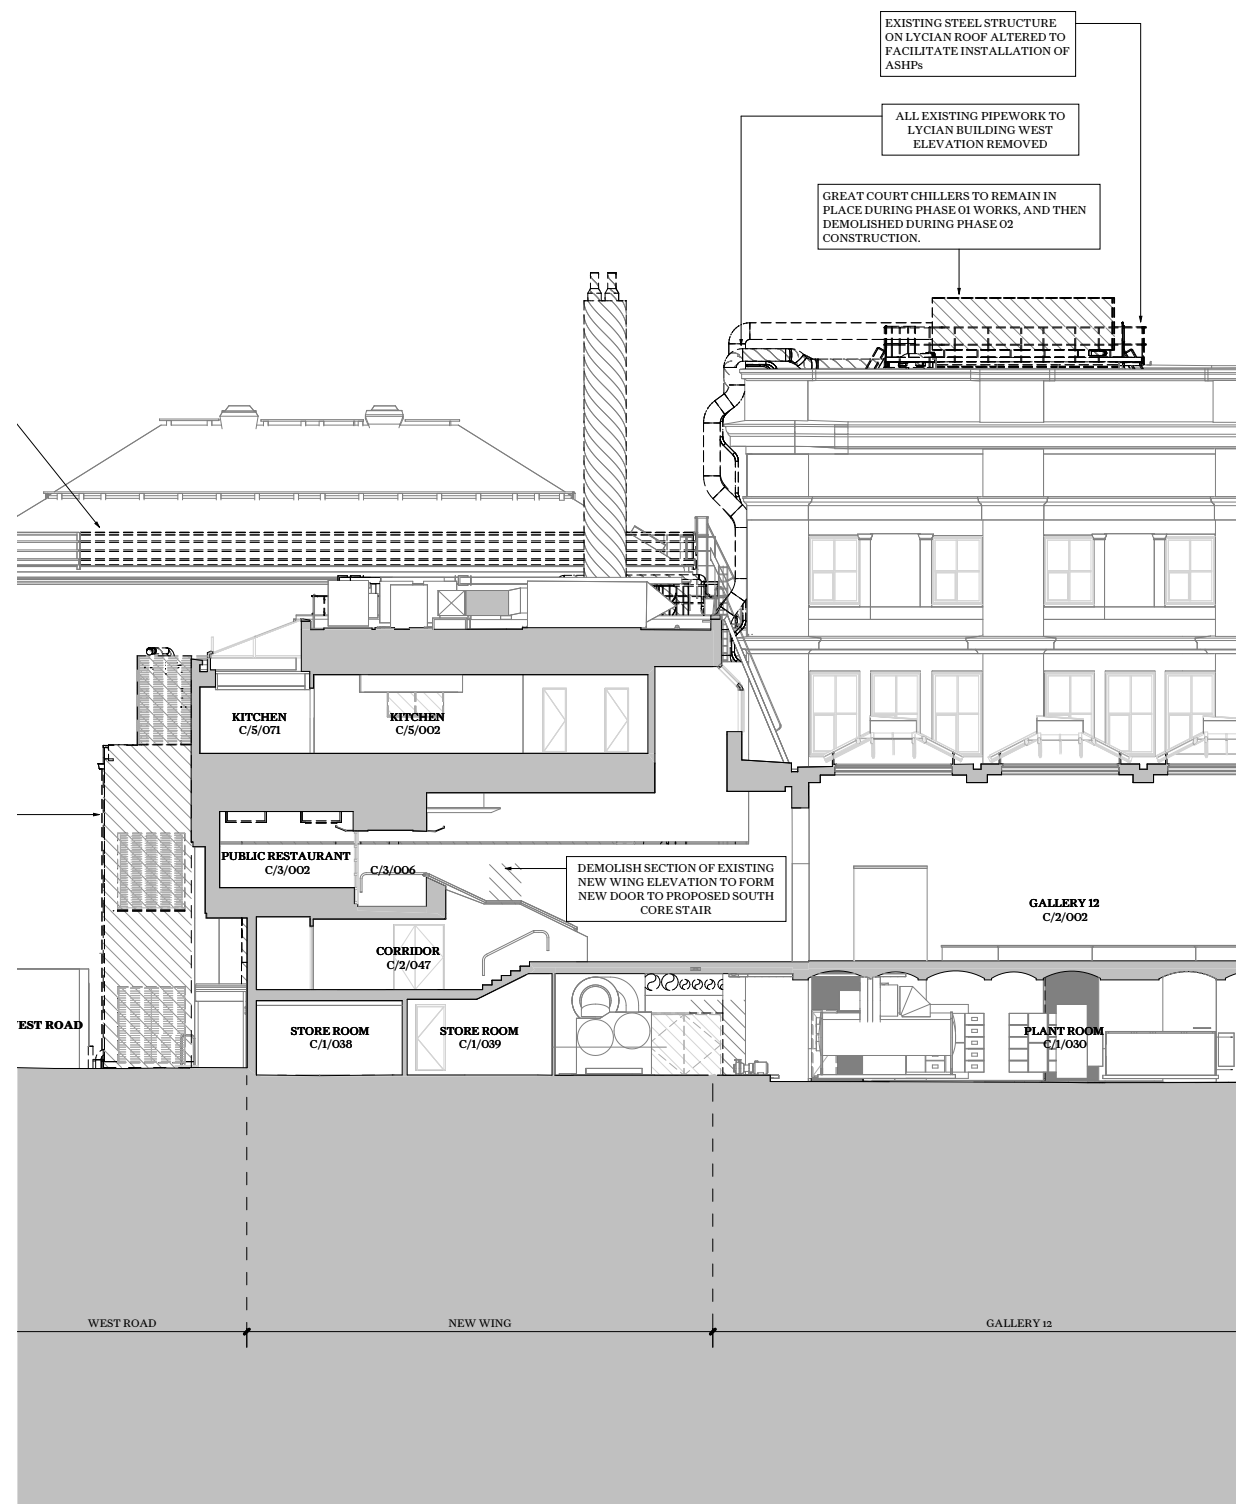 EXISTING STEEL STRUCTURE
ON LYCIAN ROOF ALTERED TO
FACILITATE INSTALLATION OF
ASHPs
ALL EXISTING PIPEWORK TO
LYCIAN BUILDING WEST
ELEVATION REMOVED
GREAT COURT CHILLERS TO REMAIN IN
PLACE DURING PHASE 01 WORKS, AND THEN
DEMOLISHED DURING PHASE 02
CONSTRUCTION.
KITCHEN
C/5/071
KITCHEN
C/5/002
PUBLIC RESTAURANT
C/3/002
C/3/006
DEMOLISH SECTION OF EXISTING
NEW WING ELEVATION TO FORM
NEW DOOR TO PROPOSED SOUTH
CORE STAIR
GALLERY 12
C/2/002
CORRIDOR
C/2/047
EST ROAD
STORE ROOM
C/1/038
STORE ROOM
C/1/039
PLANT ROOM
C/1/030
WEST ROAD
NEW WING
GALLERY 12